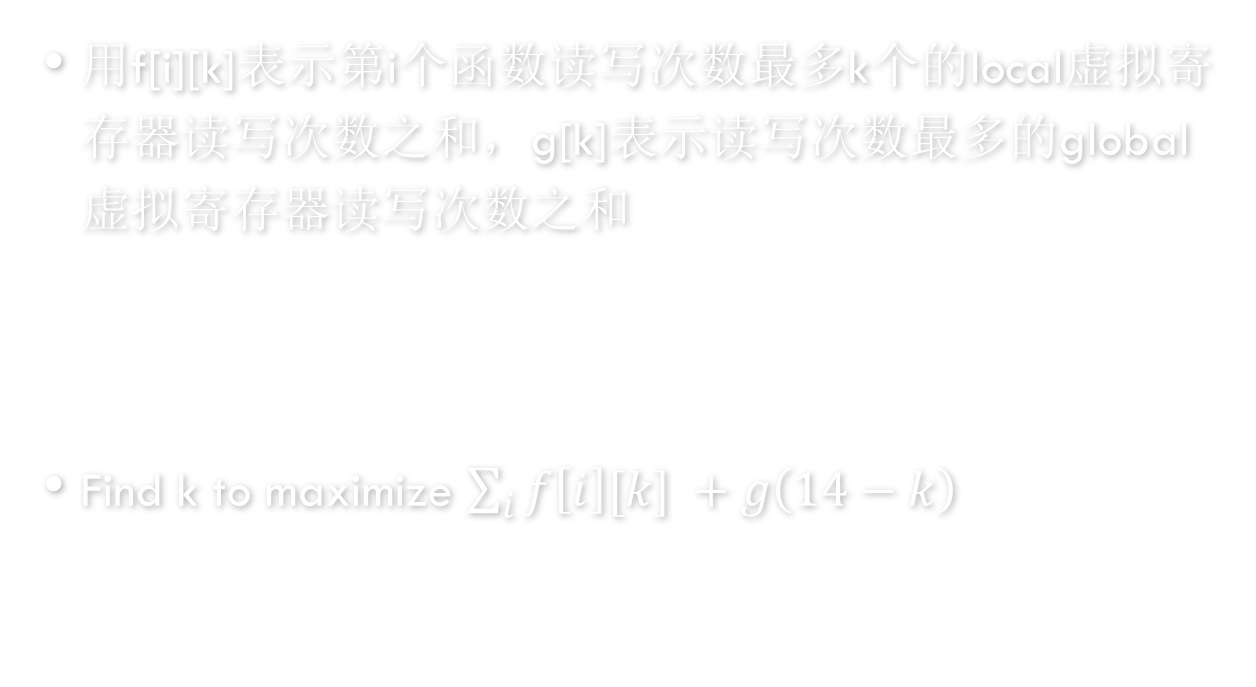 • 用f[i][k]表示第i个函数读写次数最多k个的local虚拟寄
存器读写次数之和，g[k]表示读写次数最多的global
虚拟寄存器读写次数之和
• Find k to maximize ∑ᵢ f[i][k] + g(14 − k)